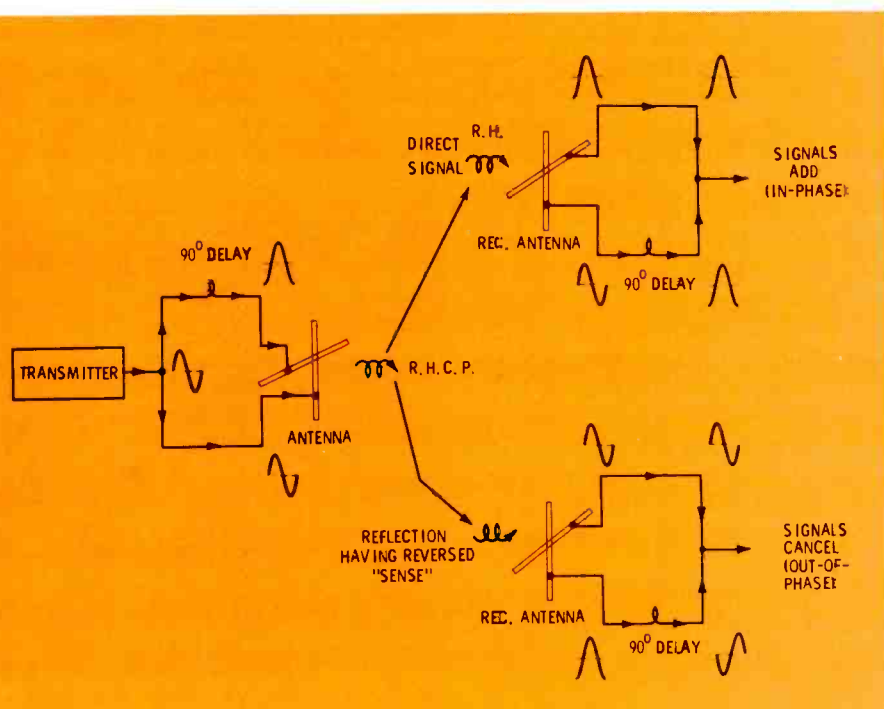 TRANSMITTER
90° DELAY
ANTENNA
R.H.C.P.
DIRECT
SIGNAL
R.H.
REC. ANTENNA
90° DELAY
SIGNALS
ADD
(IN-PHASE)
REFLECTION
HAVING REVERSED
"SENSE"
REC. ANTENNA
90° DELAY
SIGNALS
CANCEL
(OUT-OF-
PHASE)